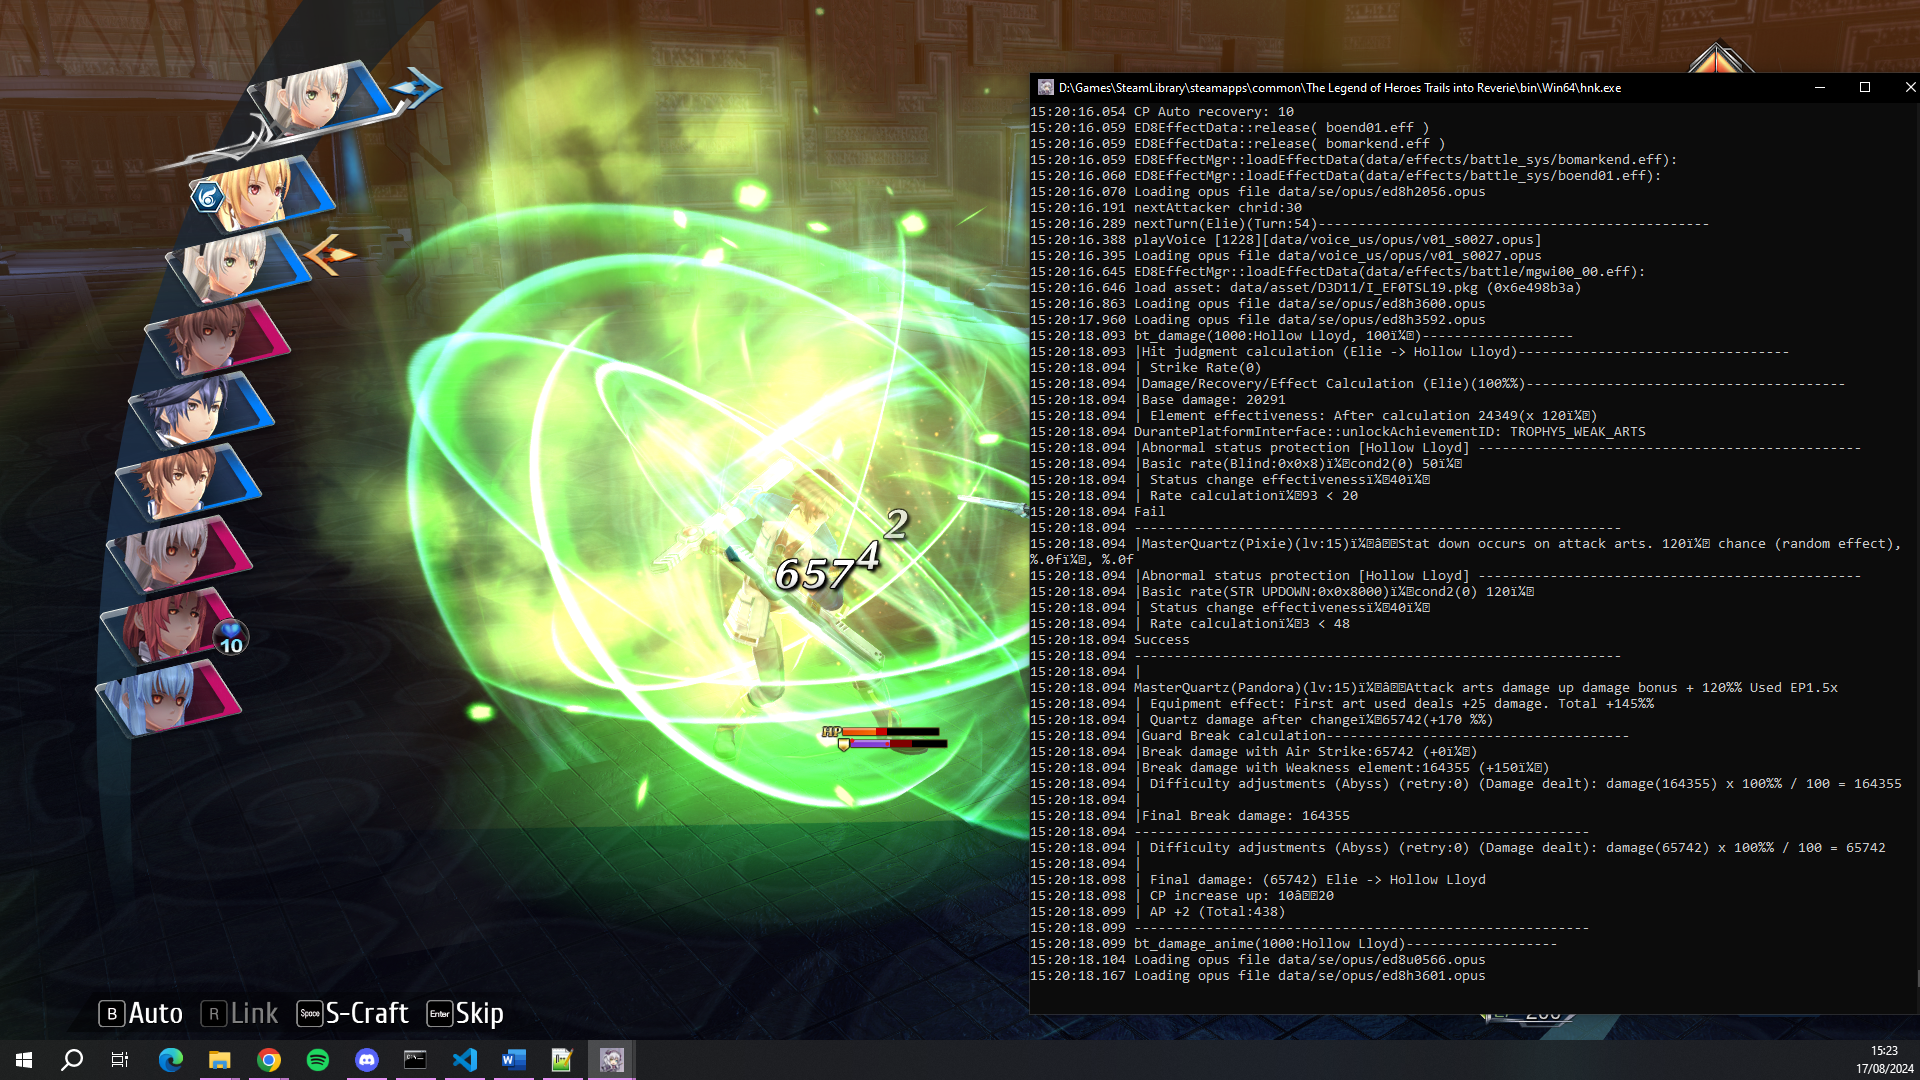 D:\Games\SteamLibrary\steamapps\common\The Legend of Heroes Trails into Reverie\bin\Win64\hnk.exe
15:20:16.054 CP Auto recovery: 10
15:20:16.059 ED8EffectData::release( boend01.eff )
15:20:16.059 ED8EffectData::release( bomarkend.eff )
15:20:16.059 ED8EffectMgr::loadEffectData(data/effects/battle_sys/bomarkend.eff):
15:20:16.060 ED8EffectMgr::loadEffectData(data/effects/battle_sys/boend01.eff):
15:20:16.070 Loading opus file data/se/opus/ed8h2056.opus
15:20:16.191 nextAttacker chrid:30
15:20:16.289 nextTurn(Elie)(Turn:54)-------------------------------------------------
15:20:16.388 playVoice [1228][data/voice_us/opus/v01_s0027.opus]
15:20:16.395 Loading opus file data/voice_us/opus/v01_s0027.opus
15:20:16.645 ED8EffectMgr::loadEffectData(data/effects/battle/mgwi00_00.eff):
15:20:16.646 load asset: data/asset/D3D11/I_EF0TSL19.pkg (0x6e498b3a)
15:20:16.863 Loading opus file data/se/opus/ed8h3600.opus
15:20:17.960 Loading opus file data/se/opus/ed8h3592.opus
15:20:18.093 bt_damage(1000:Hollow Lloyd, 100ï¼)-------------------
15:20:18.093 |Hit judgment calculation (Elie -> Hollow Lloyd)----------------------------------
15:20:18.094 | Strike Rate(0)
15:20:18.094 |Damage/Recovery/Effect Calculation (Elie)(100%%)----------------------------------------
15:20:18.094 |Base damage: 20291
15:20:18.094 | Element effectiveness: After calculation 24349(x 120ï¼)
15:20:18.094 DurantePlatformInterface::unlockAchievementID: TROPHY5_WEAK_ARTS
15:20:18.094 |Abnormal status protection [Hollow Lloyd] ------------------------------------------------
15:20:18.094 |Basic rate(Blind:0x0x8)ï¼cond2(0) 50ï¼
15:20:18.094 | Status change effectivenessï¼40ï¼
15:20:18.094 | Rate calculationï¼93 < 20
15:20:18.094 Fail
15:20:18.094 -------------------------------------------------------------
15:20:18.094 |MasterQuartz(Pixie)(lv:15)ï¼âStat down occurs on attack arts. 120ï¼ chance (random effect),
%.0fï¼, %.0f
15:20:18.094 |Abnormal status protection [Hollow Lloyd] ------------------------------------------------
15:20:18.094 |Basic rate(STR UPDOWN:0x0x8000)ï¼cond2(0) 120ï¼
15:20:18.094 | Status change effectivenessï¼40ï¼
15:20:18.094 | Rate calculationï¼3 < 48
15:20:18.094 Success
15:20:18.094 -------------------------------------------------------------
15:20:18.094 |
15:20:18.094 MasterQuartz(Pandora)(lv:15)ï¼âAttack arts damage up damage bonus + 120%% Used EP1.5x
15:20:18.094 | Equipment effect: First art used deals +25 damage. Total +145%%
15:20:18.094 | Quartz damage after changeï¼65742(+170 %%)
15:20:18.094 |Guard Break calculation--------------------------------------
15:20:18.094 |Break damage with Air Strike:65742 (+0ï¼)
15:20:18.094 |Break damage with Weakness element:164355 (+150ï¼)
15:20:18.094 | Difficulty adjustments (Abyss) (retry:0) (Damage dealt): damage(164355) x 100%% / 100 = 164355
15:20:18.094 |
15:20:18.094 |Final Break damage: 164355
15:20:18.094 ---------------------------------------------------------
15:20:18.094 | Difficulty adjustments (Abyss) (retry:0) (Damage dealt): damage(65742) x 100%% / 100 = 65742
15:20:18.094 |
15:20:18.098 | Final damage: (65742) Elie -> Hollow Lloyd
15:20:18.098 | CP increase up: 10â20
15:20:18.099 | AP +2 (Total:438)
15:20:18.099 ---------------------------------------------------------
15:20:18.099 bt_damage_anime(1000:Hollow Lloyd)-------------------
15:20:18.104 Loading opus file data/se/opus/ed8u0566.opus
15:20:18.167 Loading opus file data/se/opus/ed8h3601.opus
65742
HP
10
B Auto R Link Space S-Craft Enter Skip
15:23
17/08/2024